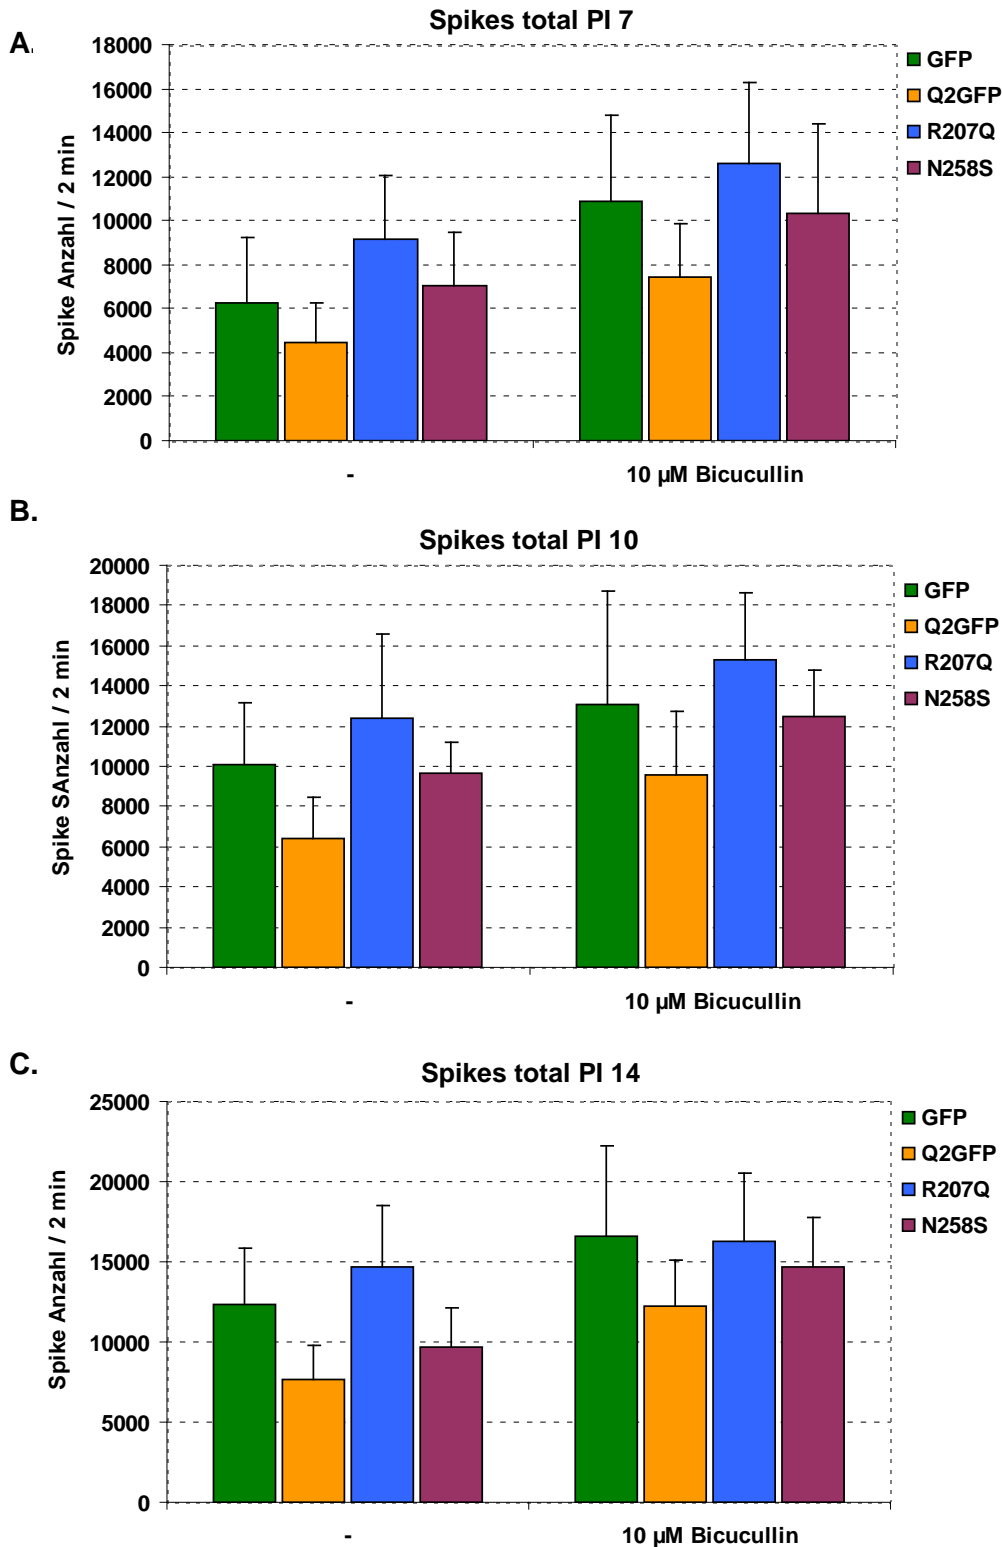 A.
Spikes total PI 7
Spike Anzahl / 2 min
18000
16000
14000
12000
10000
8000
6000
4000
2000
0
-
10 µM Bicucullin
GFP
Q2GFP
R207Q
N258S
B.
Spikes total PI 10
Spike SAnzahl / 2 min
20000
18000
16000
14000
12000
10000
8000
6000
4000
2000
0
-
10 µM Bicucullin
GFP
Q2GFP
R207Q
N258S
C.
Spikes total PI 14
Spike Anzahl / 2 min
25000
20000
15000
10000
5000
0
-
10 µM Bicucullin
GFP
Q2GFP
R207Q
N258S